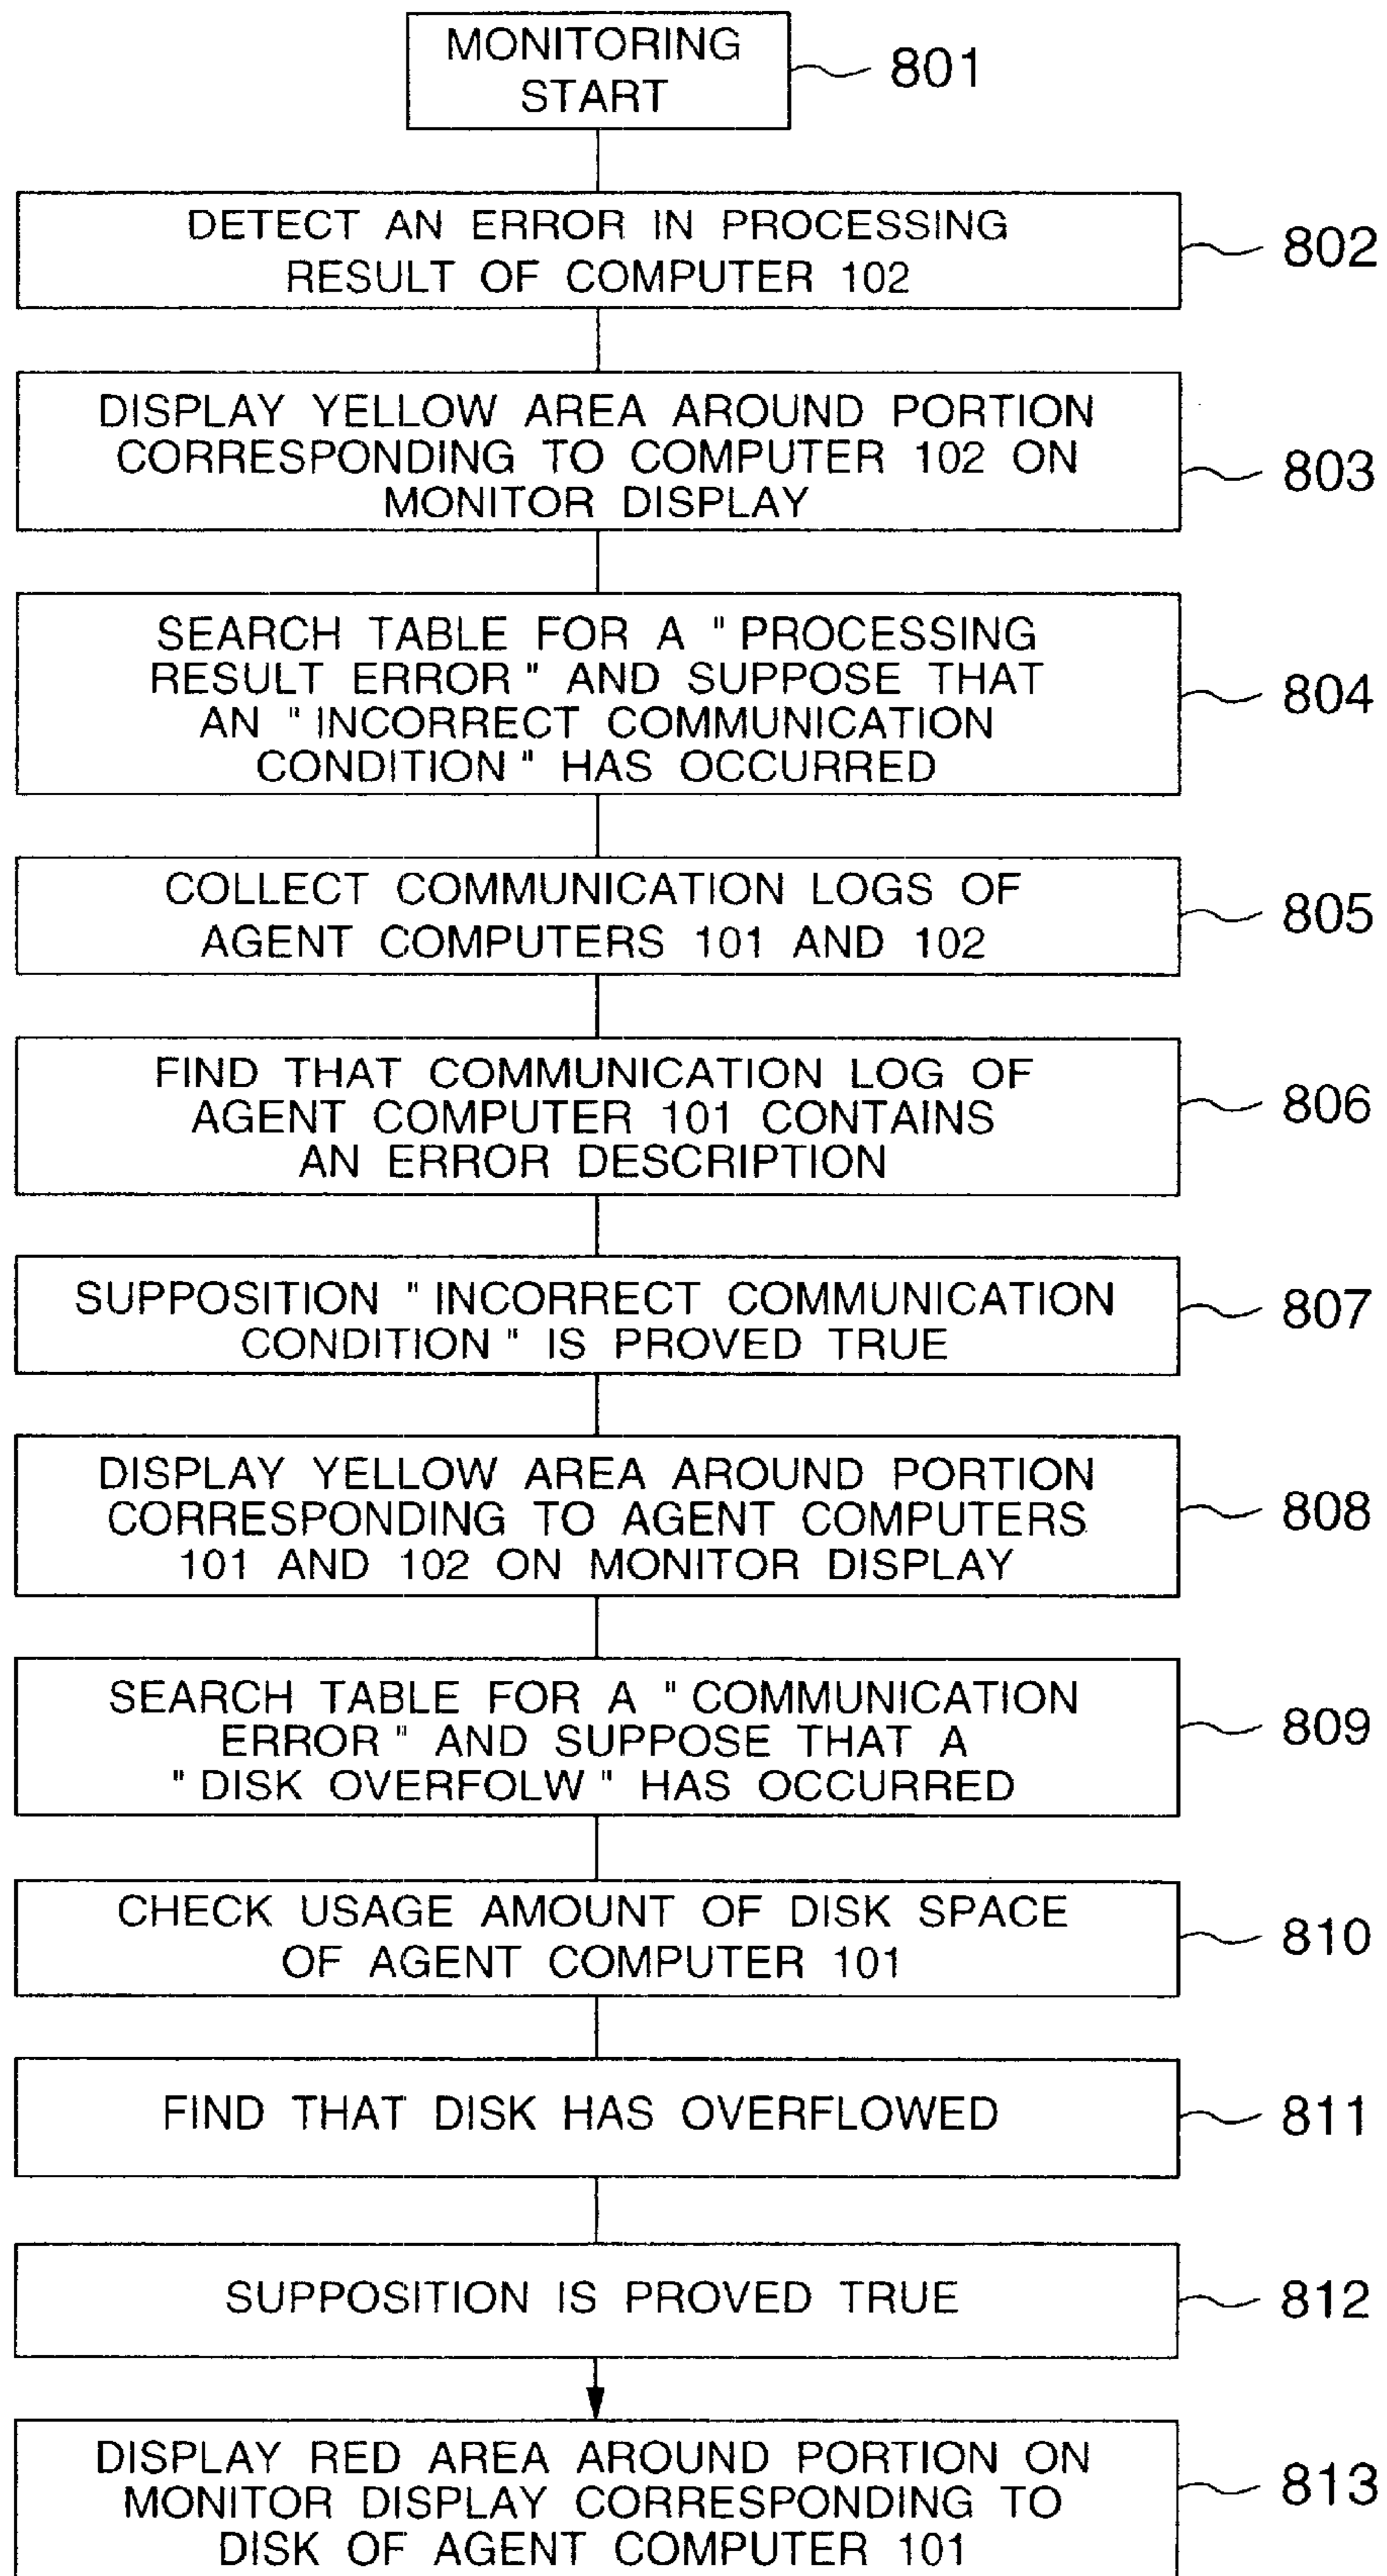 MONITORING
START
801
DETECT AN ERROR IN PROCESSING
RESULT OF COMPUTER 102
802
DISPLAY YELLOW AREA AROUND PORTION
CORRESPONDING TO COMPUTER 102 ON
MONITOR DISPLAY
803
SEARCH TABLE FOR A "PROCESSING
RESULT ERROR" AND SUPPOSE THAT
AN "INCORRECT COMMUNICATION
CONDITION" HAS OCCURRED
804
COLLECT COMMUNICATION LOGS OF
AGENT COMPUTERS 101 AND 102
805
FIND THAT COMMUNICATION LOG OF
AGENT COMPUTER 101 CONTAINS
AN ERROR DESCRIPTION
806
SUPPOSITION "INCORRECT COMMUNICATION
CONDITION" IS PROVED TRUE
807
DISPLAY YELLOW AREA AROUND PORTION
CORRESPONDING TO AGENT COMPUTERS
101 AND 102 ON MONITOR DISPLAY
808
SEARCH TABLE FOR A "COMMUNICATION
ERROR" AND SUPPOSE THAT A
"DISK OVERFOLW" HAS OCCURRED
809
CHECK USAGE AMOUNT OF DISK SPACE
OF AGENT COMPUTER 101
810
FIND THAT DISK HAS OVERFLOWED
811
SUPPOSITION IS PROVED TRUE
812
DISPLAY RED AREA AROUND PORTION ON
MONITOR DISPLAY CORRESPONDING TO
DISK OF AGENT COMPUTER 101
813